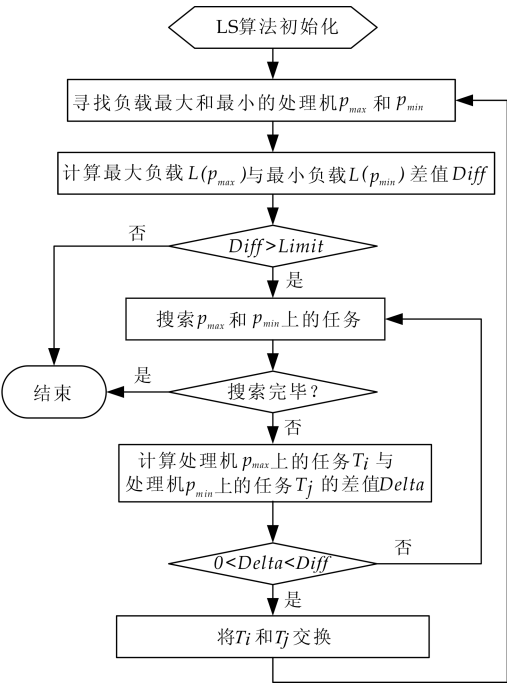 LS算法初始化
寻找负载最大和最小的处理机pmax 和 pmin
计算最大负载L(pmax)与最小负载L(pmin)差值Diff
否
Diff>Limit
是
搜索pmax和pmin上的任务
是
搜索完毕?
结束
否
计算处理机pmax上的任务Ti与
处理机pmin上的任务Tj的差值Delta
否
0<Delta<Diff
是
将Ti和Tj交换